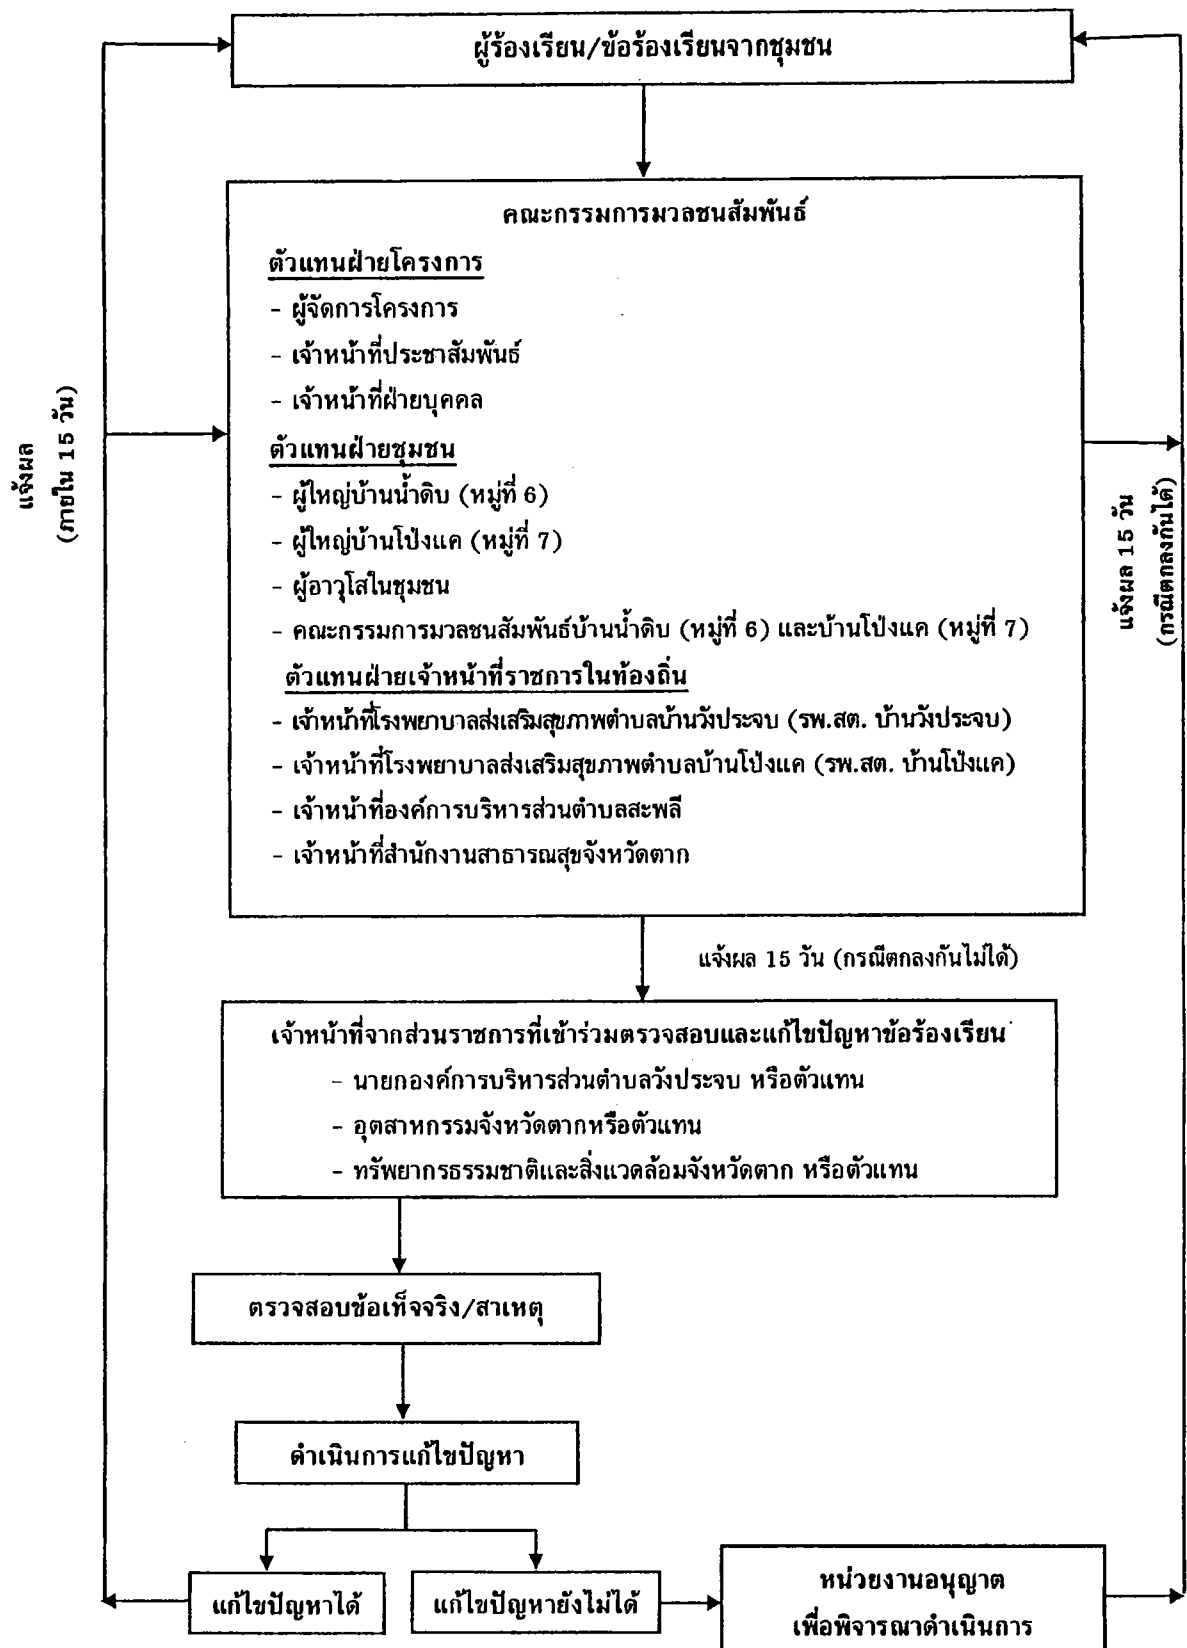 ผู้ร้องเรียน/ข้อร้องเรียนจากชุมชน
คณะกรรมการมวลชนสัมพันธ์
ตัวแทนฝ่ายโครงการ
- ผู้จัดการโครงการ
- เจ้าหน้าที่ประชาสัมพันธ์
- เจ้าหน้าที่ฝ่ายบุคคล
ตัวแทนฝ่ายชุมชน
- ผู้ใหญ่บ้านน้ำดิบ (หมู่ที่ 6)
- ผู้ใหญ่บ้านโป่งแค (หมู่ที่ 7)
- ผู้อาวุโสในชุมชน
- คณะกรรมการมวลชนสัมพันธ์บ้านน้ำดิบ (หมู่ที่ 6) และบ้านโป่งแค (หมู่ที่ 7)
ตัวแทนฝ่ายเจ้าหน้าที่ราชการในท้องถิ่น
- เจ้าหน้าที่โรงพยาบาลส่งเสริมสุขภาพตำบลบ้านวังประจบ (รพ.สต. บ้านวังประจบ)
- เจ้าหน้าที่โรงพยาบาลส่งเสริมสุขภาพตำบลบ้านโป่งแค (รพ.สต. บ้านโป่งแค)
- เจ้าหน้าที่องค์การบริหารส่วนตำบลสะพลี
- เจ้าหน้าที่สำนักงานสาธารณสุขจังหวัดตาก
แจ้งผล
(ภายใน 15 วัน)
แจ้งผล 15 วัน
(กรณีตกลงกันได้)
แจ้งผล 15 วัน (กรณีตกลงกันไม่ได้)
เจ้าหน้าที่จากส่วนราชการที่เข้าร่วมตรวจสอบและแก้ไขปัญหาข้อร้องเรียน
- นายกองค์การบริหารส่วนตำบลวังประจบ หรือตัวแทน
- อุตสาหกรรมจังหวัดตากหรือตัวแทน
- ทรัพยากรธรรมชาติและสิ่งแวดล้อมจังหวัดตาก หรือตัวแทน
ตรวจสอบข้อเท็จจริง/สาเหตุ
ดำเนินการแก้ไขปัญหา
แก้ไขปัญหาได้
แก้ไขปัญหายังไม่ได้
หน่วยงานอนุญาต
เพื่อพิจารณาดำเนินการ